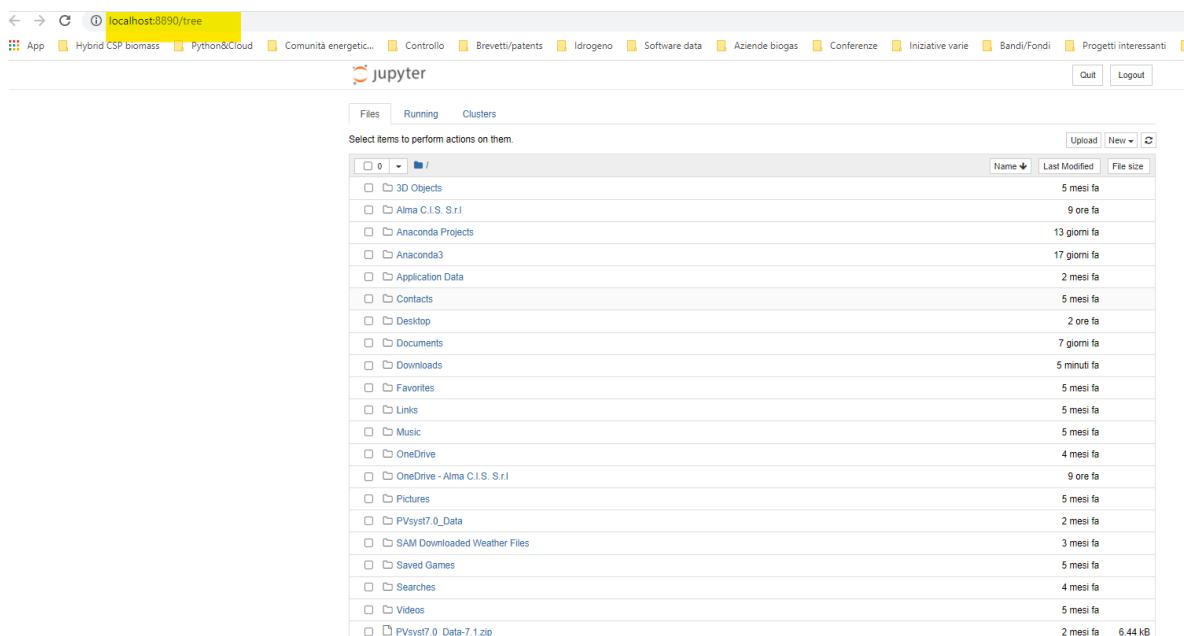 localhost:8890/tree
App Hybrid CSP biomass Python&Cloud Comunità energetic... Controllo Brevetti/patents Idrogeno Software data Aziende biogas Conferenze Iniziative varie Bandi/Fondi Progetti interessanti
jupyter Quit Logout
Files Running Clusters
Select items to perform actions on them. Upload New
0 / Name Last Modified File size
3D Objects 5 mesi fa
Alma C.I.S. S.r.l 9 ore fa
Anaconda Projects 13 giorni fa
Anaconda3 17 giorni fa
Application Data 2 mesi fa
Contacts 5 mesi fa
Desktop 2 ore fa
Documents 7 giorni fa
Downloads 5 minuti fa
Favorites 5 mesi fa
Links 5 mesi fa
Music 5 mesi fa
OneDrive 4 mesi fa
OneDrive - Alma C.I.S. S.r.l 9 ore fa
Pictures 5 mesi fa
PVsyst7.0_Data 2 mesi fa
SAM Downloaded Weather Files 3 mesi fa
Saved Games 5 mesi fa
Searches 4 mesi fa
Videos 5 mesi fa
PVsyst7.0_Data-7.1.zip 2 mesi fa 6.44 kB